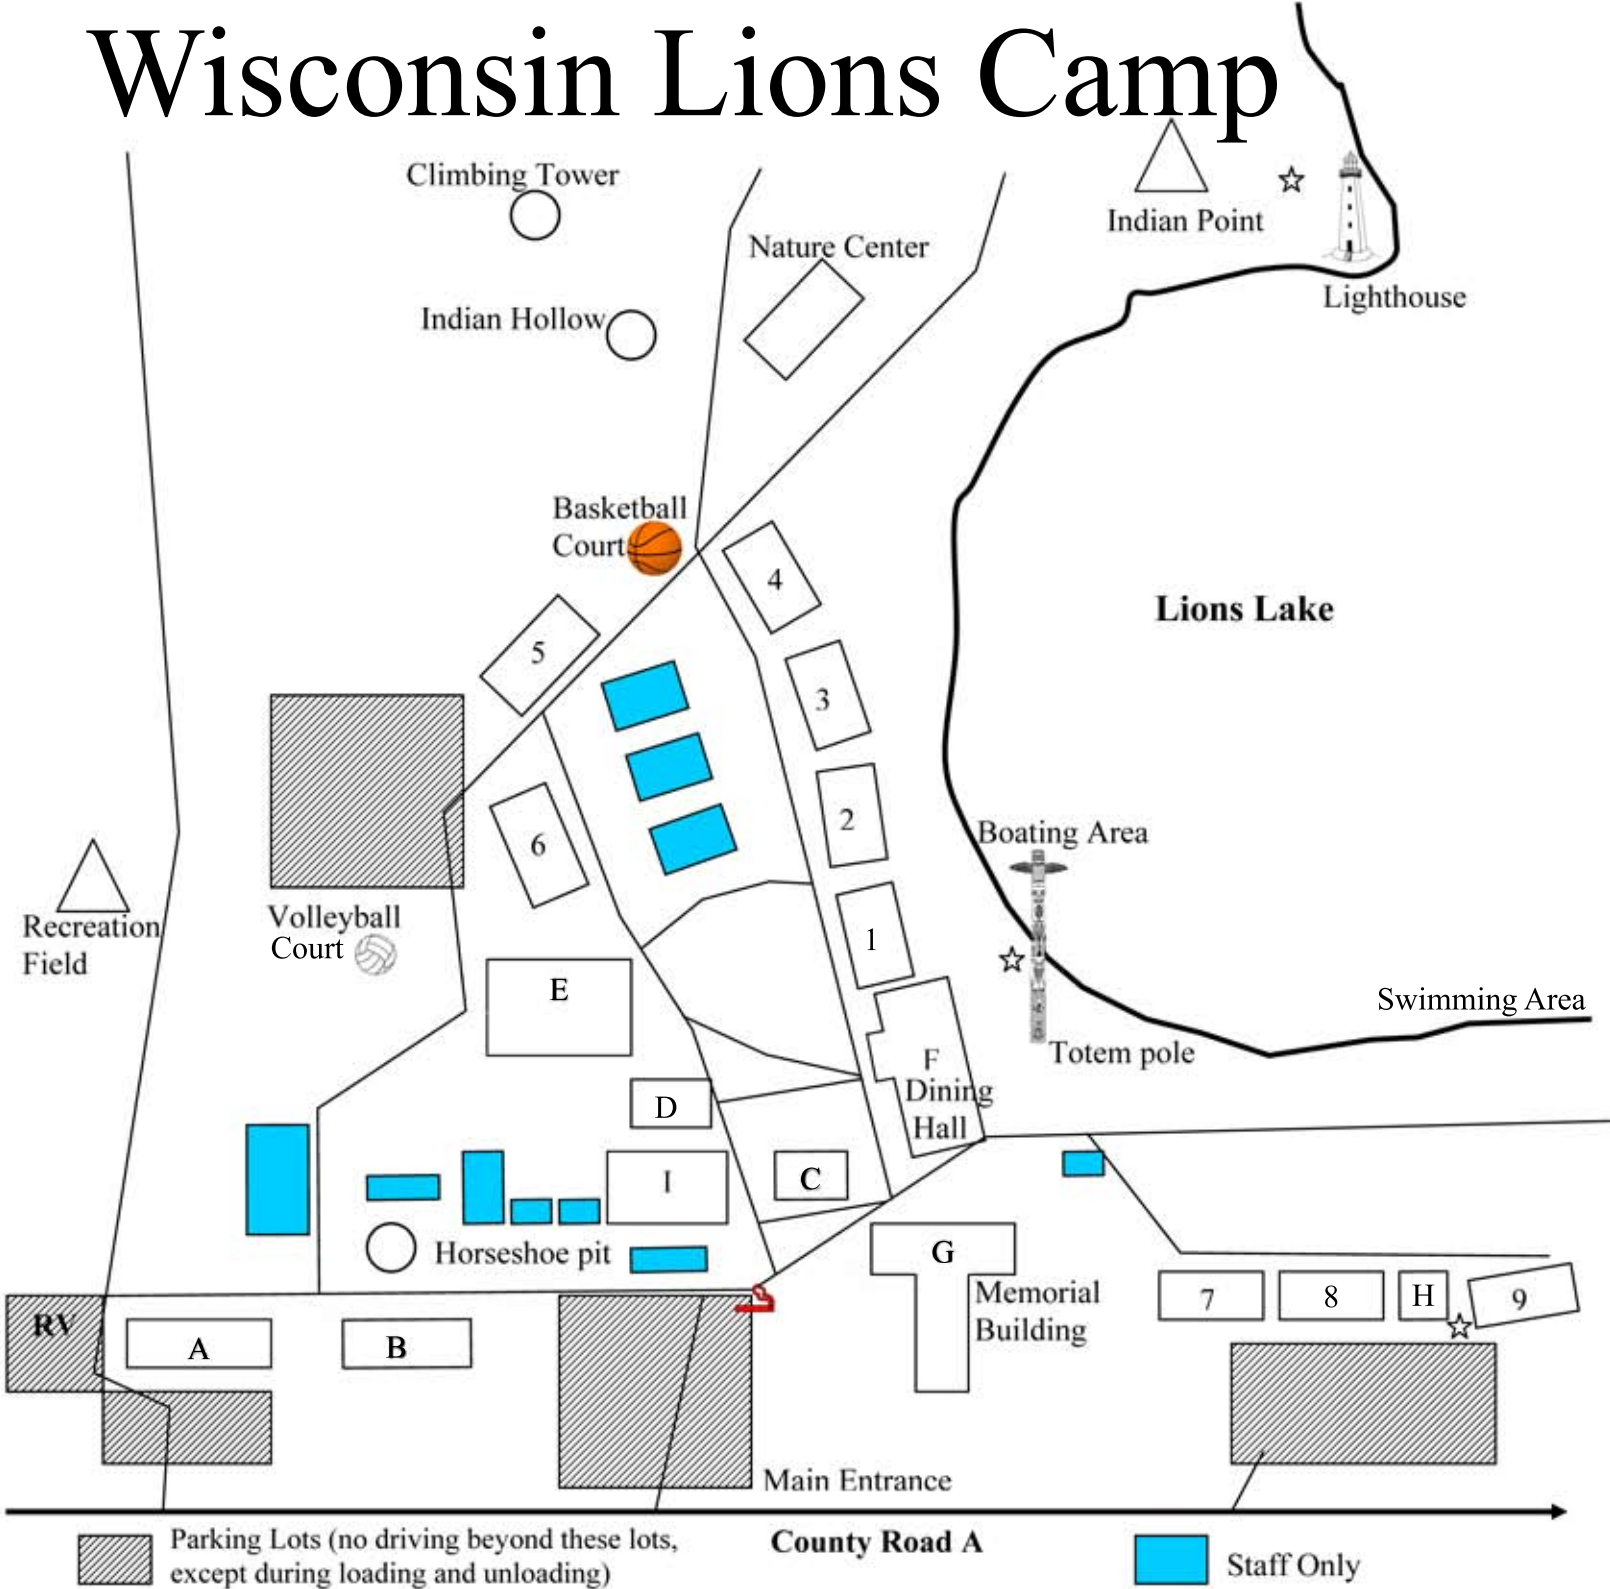 Wisconsin Lions Camp
Climbing Tower
Indian Point
Nature Center
Lighthouse
Indian Hollow
Basketball
Court
4
Lions Lake
5
3
2
Boating Area
6
Volleyball
Court
Recreation
Field
1
E
Swimming Area
Totem pole
F
Dining
Hall
D
C
I
Horseshoe pit
G
Memorial
Building
7
8
H
9
RV
A
B
Main Entrance
County Road A
Parking Lots (no driving beyond these lots,
except during loading and unloading)
Staff Only